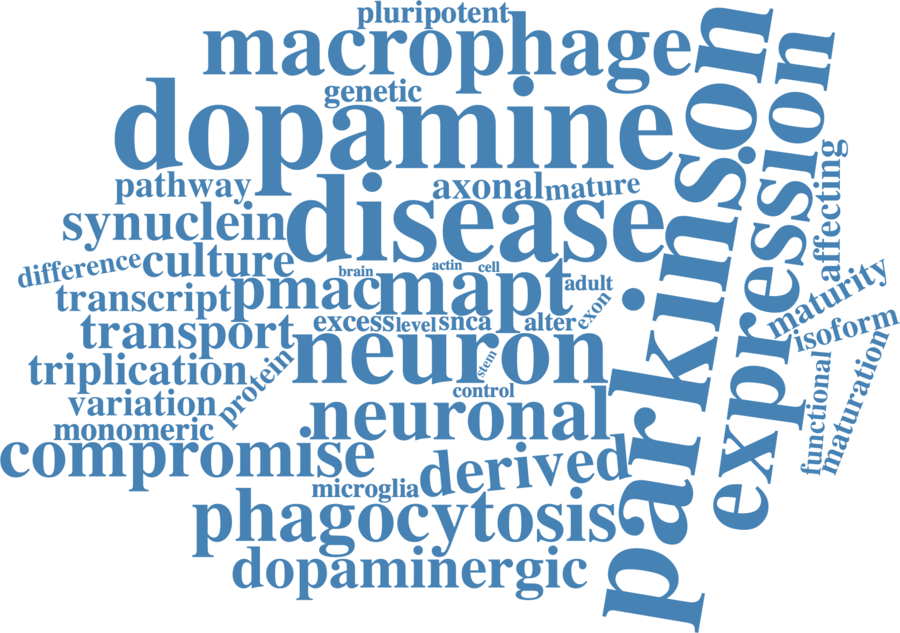 pluripotent
macrophage
genetic
dopamine
pathway
axonal
mature
synuclein
disease
difference
culture
brain
actin
cell
transcript
pmac
mapt
adult
exon
transport
excess
level
snca
alter
neuron
stem
triplication
protein
control
variation
monomeric
neuronal
compromise
derived
microglia
phagocytosis
dopaminergic
parkinson
expression
affecting
maturity
isoform
functional
maturation